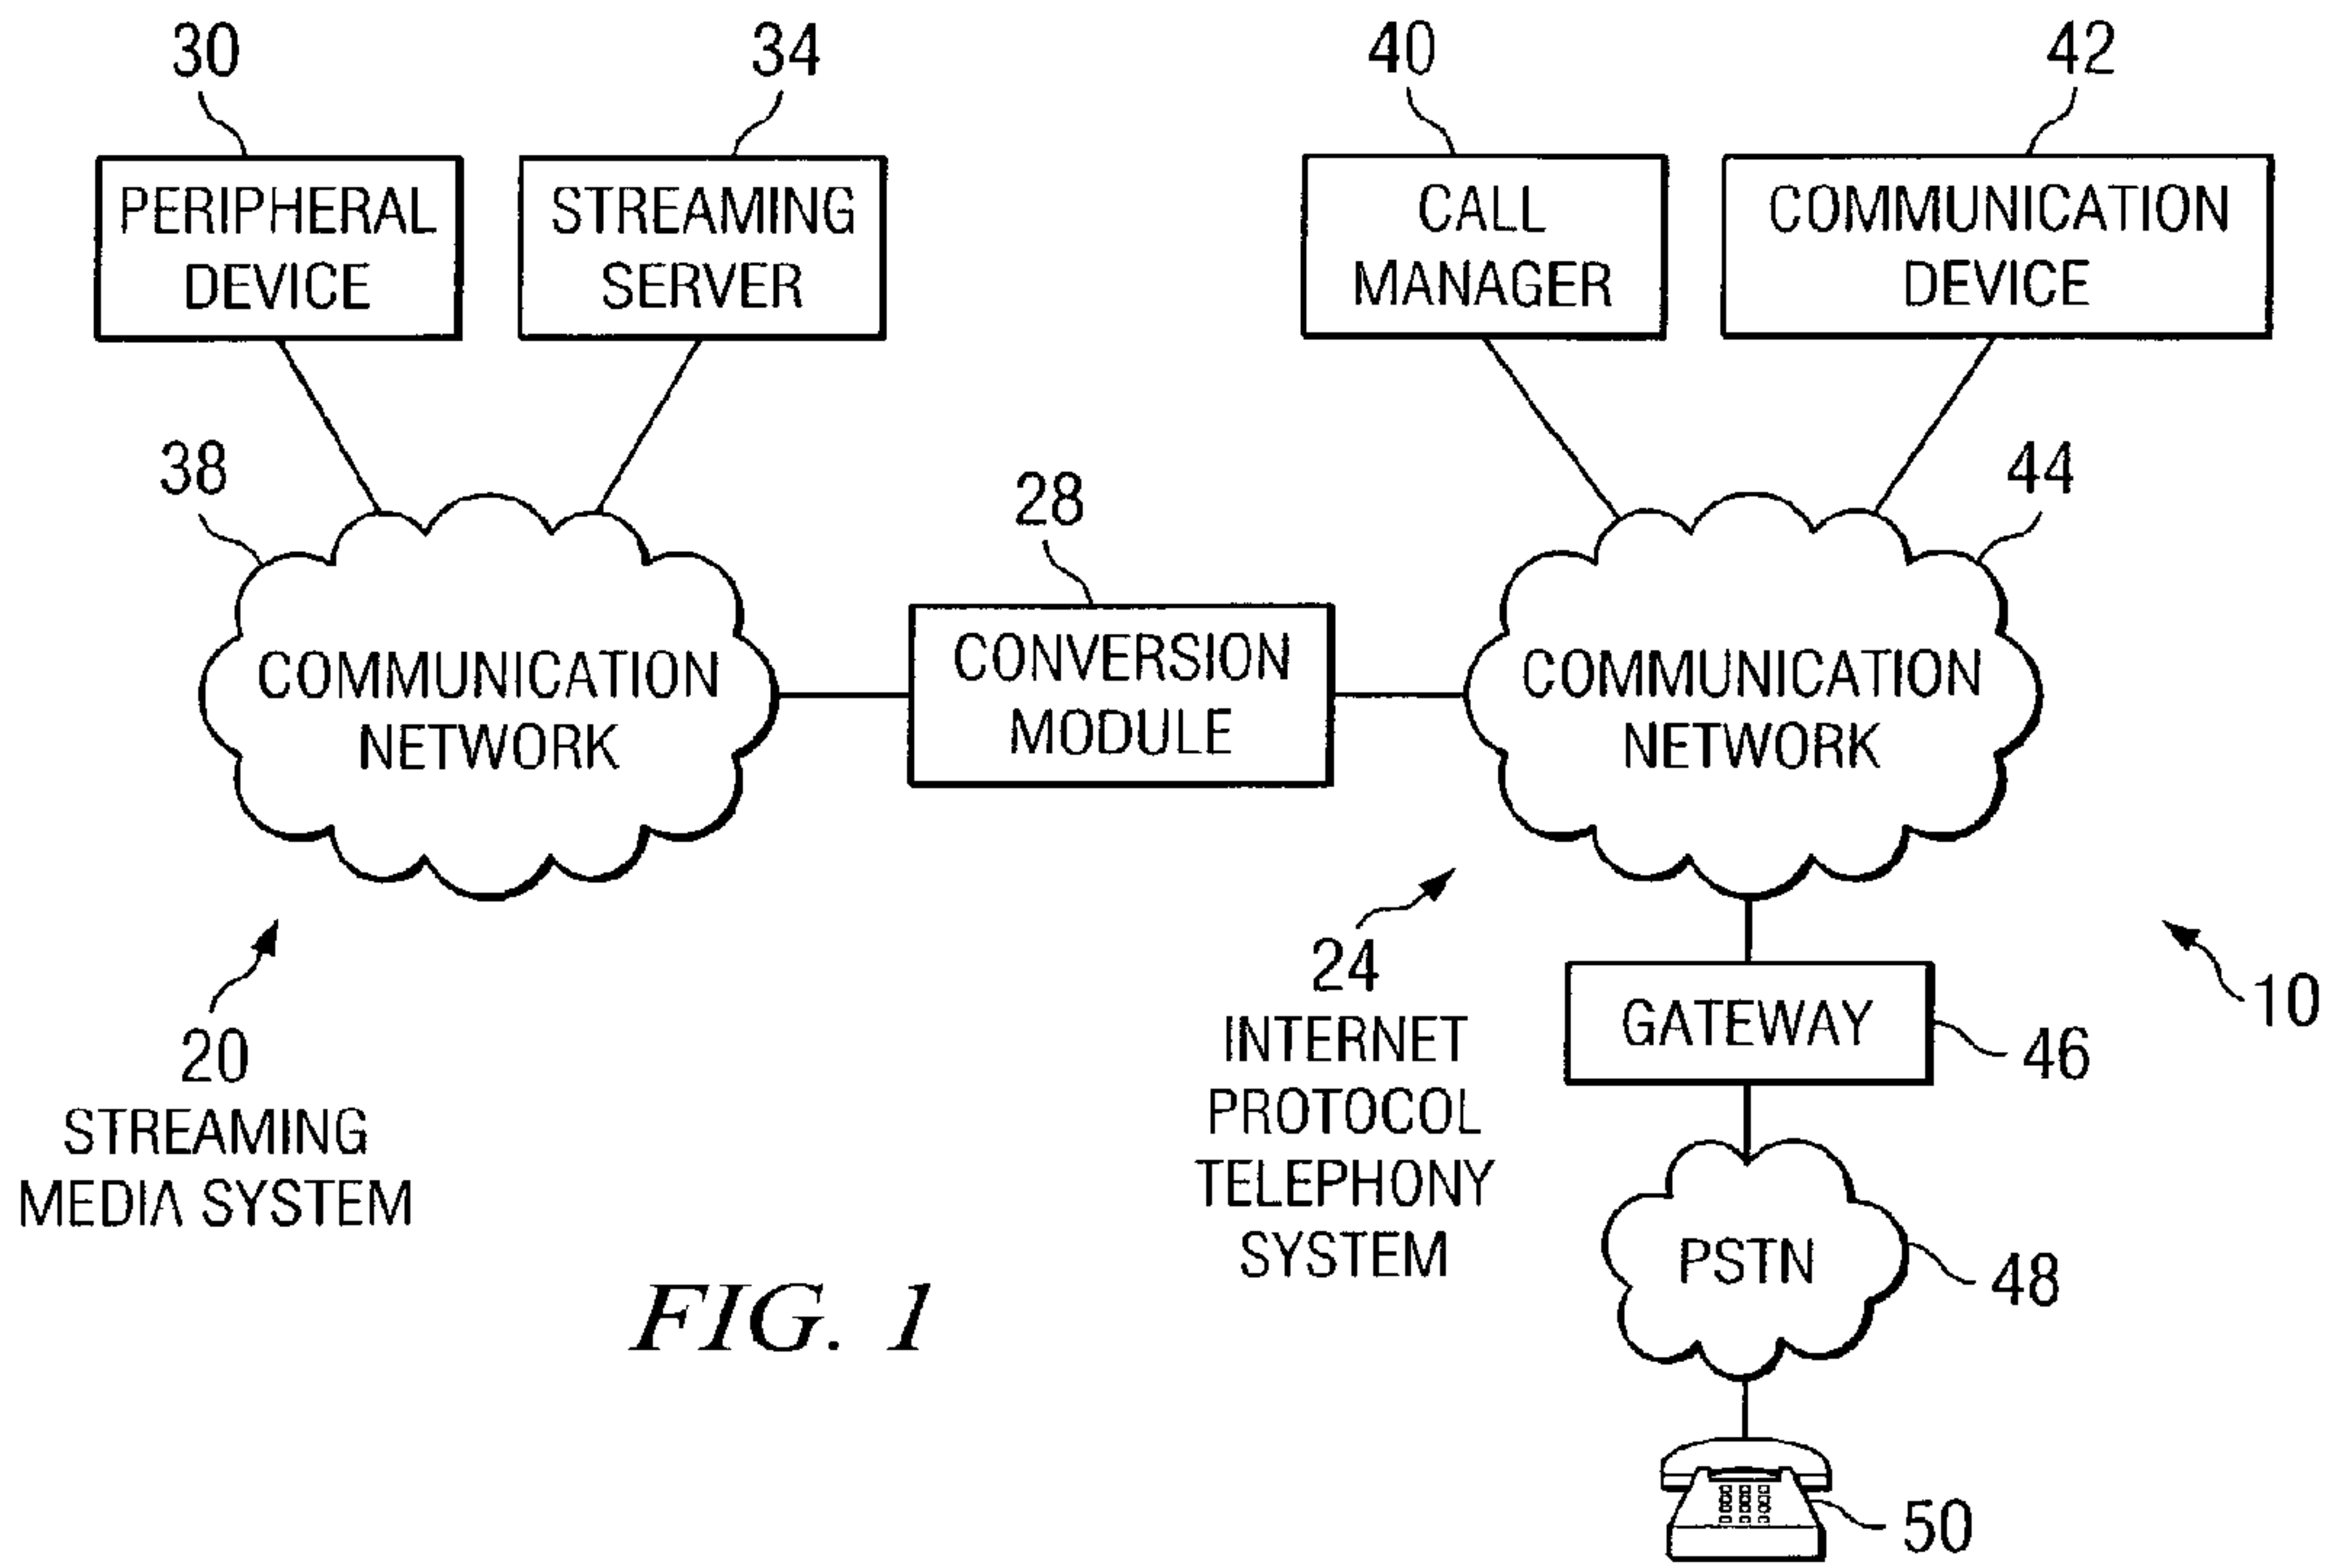 30
34
40
42
PERIPHERAL
DEVICE
STREAMING
SERVER
CALL
MANAGER
COMMUNICATION
DEVICE
38
28
44
COMMUNICATION
NETWORK
CONVERSION
MODULE
COMMUNICATION
NETWORK
20
STREAMING
MEDIA SYSTEM
24
INTERNET
PROTOCOL
TELEPHONY
SYSTEM
10
GATEWAY
46
PSTN
48
50
FIG. 1